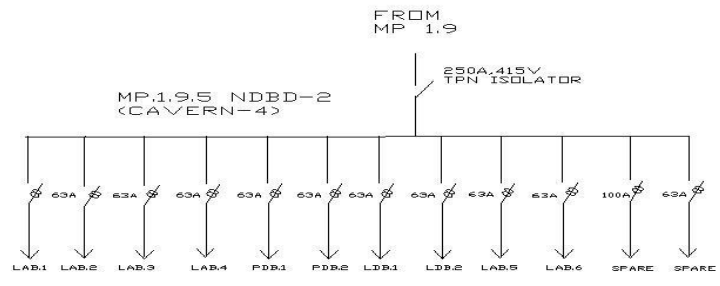 FROM
MP 1.9
250A,415V
TPN ISOLATOR
MP.1.9.5 NDBD-2
(CAVERN-4)
63A 63A 63A 63A 63A 63A 63A 63A 63A 100A 63A
LAB.1 LAB.2 LAB.3 LAB.4 PDB.1 PDB.2 LDB.1 LDB.2 LAB.5 LAB.6 SPARE SPARE